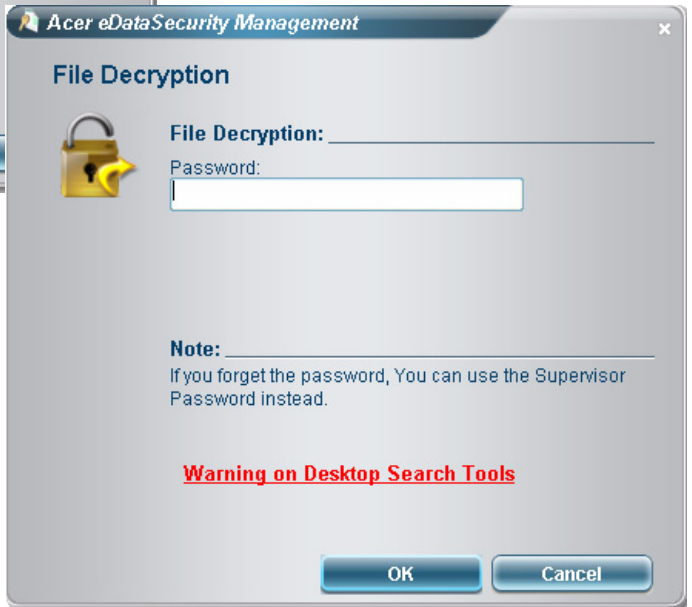 Acer eDataSecurity Management
File Decryption
File Decryption:
Password:
Note:
If you forget the password, You can use the Supervisor
Password instead.
Warning on Desktop Search Tools
OK
Cancel